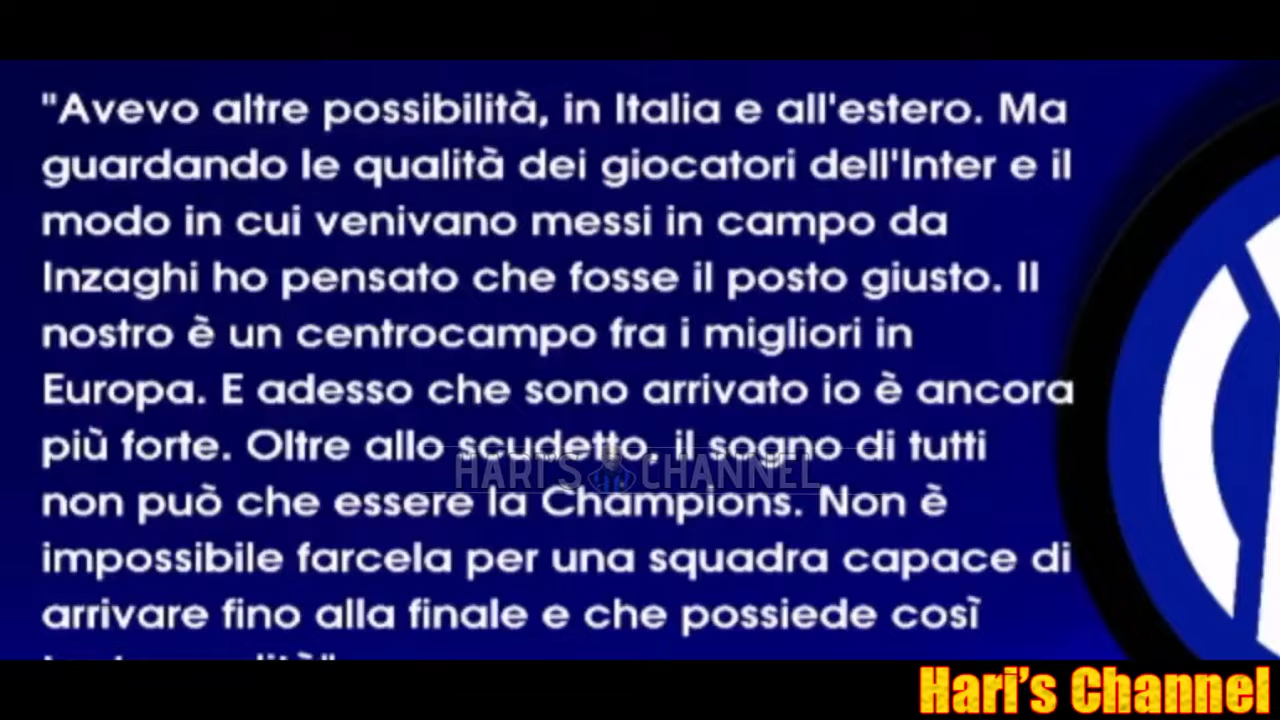 "Avevo altre possibilità, in Italia e all'estero. Ma
guardando le qualità dei giocatori dell'Inter e il
modo in cui venivano messi in campo da
Inzaghi ho pensato che fosse il posto giusto. Il
nostro è un centrocampo fra i migliori in
Europa. E adesso che sono arrivato io è ancora
più forte. Oltre allo scudetto, il sogno di tutti
HARI'S CHANNEL
non può che essere la Champions. Non è
impossibile farcela per una squadra capace di
arrivare fino alla finale e che possiede così
Hari's Channel